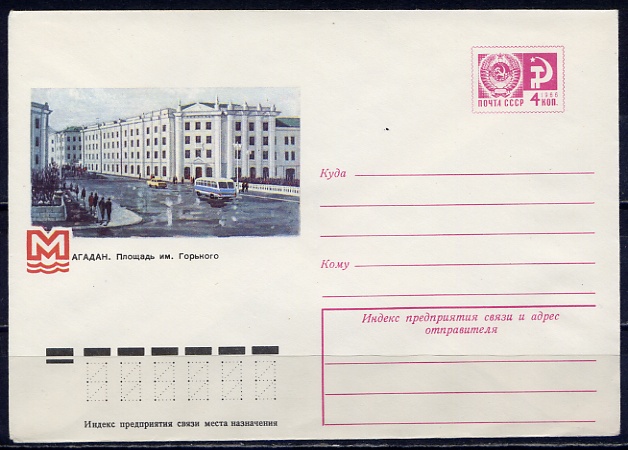 ПОЧТА СССР
1966
4 КОП.
Куда
МАГАДАН. Площадь им. Горького
Кому
Индекс предприятия связи и адрес
отправителя
Индекс предприятия связи места назначения